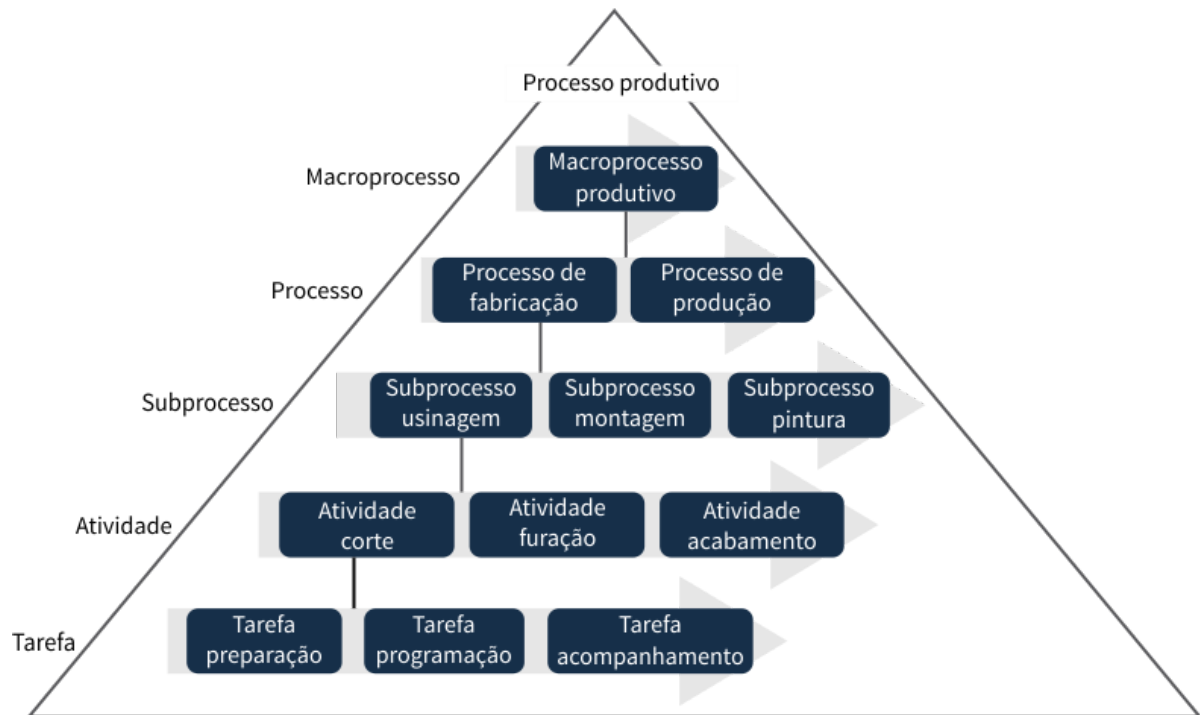 Processo produtivo
Macroprocesso
Macroprocesso
produtivo
Processo
Processo de
fabricação
Processo de
produção
Subprocesso
Subprocesso
usinagem
Subprocesso
montagem
Subprocesso
pintura
Atividade
Atividade
corte
Atividade
furação
Atividade
acabamento
Tarefa
Tarefa
preparação
Tarefa
programação
Tarefa
acompanhamento